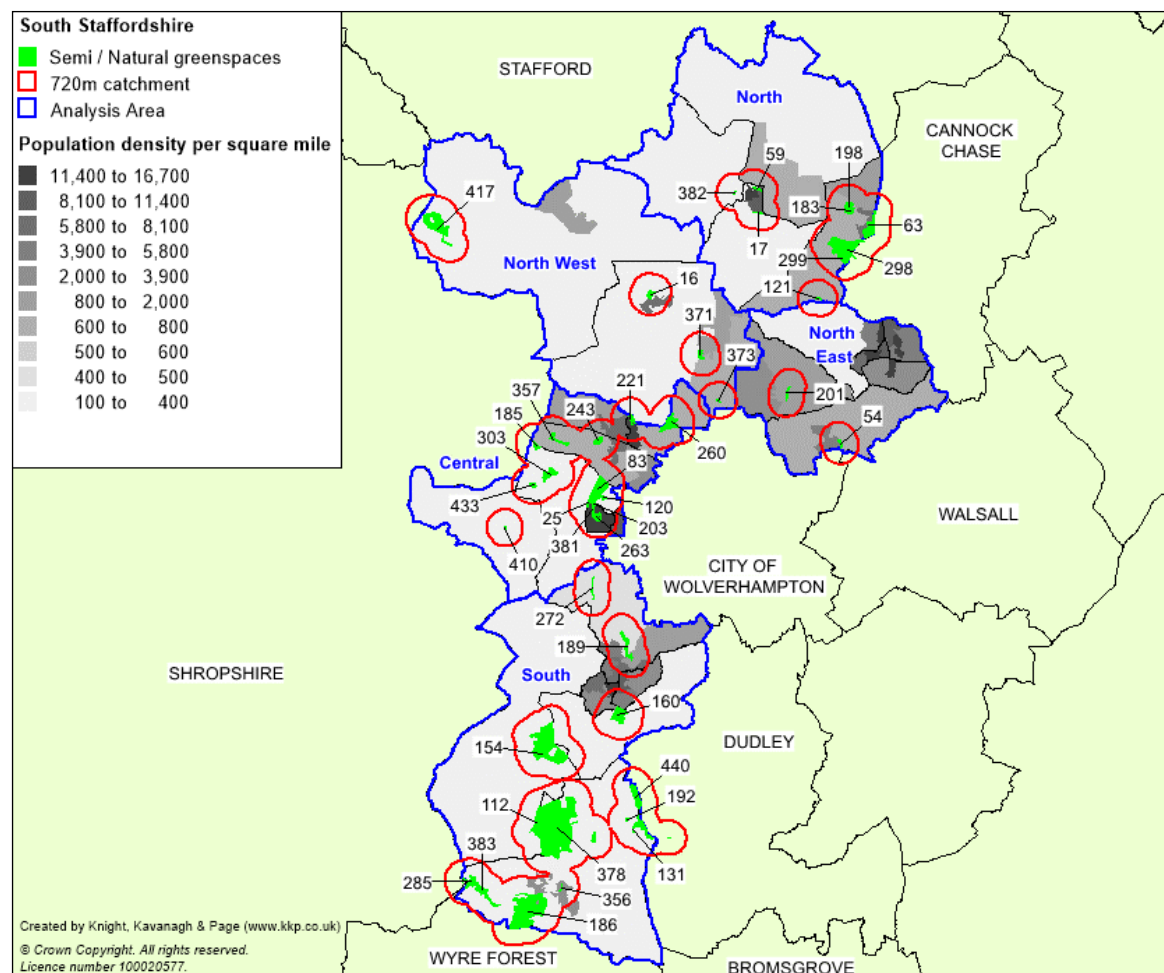 South Staffordshire
Semi / Natural greenspaces
720m catchment
Analysis Area
Population density per square mile
11,400 to 16,700
8,100 to 11,400
5,800 to 8,100
3,900 to 5,800
2,000 to 3,900
800 to 2,000
600 to 800
500 to 600
400 to 500
100 to 400
STAFFORD
North
CANNOCK
CHASE
59
198
382
417
183
63
17
North West
299
298
16
121
371
North
East
373
221
357
243
201
185
54
303
260
Central
83
433
120
25
203
WALSALL
381
263
410
CITY OF
WOLVERHAMPTON
272
189
SHROPSHIRE
South
160
DUDLEY
154
440
192
112
383
378
131
285
356
186
Created by Knight, Kavanagh & Page (www.kkp.co.uk)
© Crown Copyright. All rights reserved.
Licence number 100020577.
WYRE FOREST
BROMSGROVE